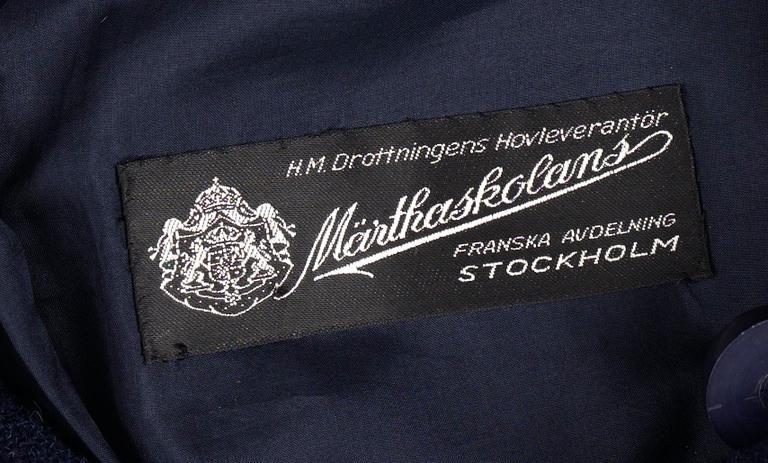 H.M. Drottningens Hovleverantör
Märthaskolans
FRANSKA AVDELNING
STOCKHOLM